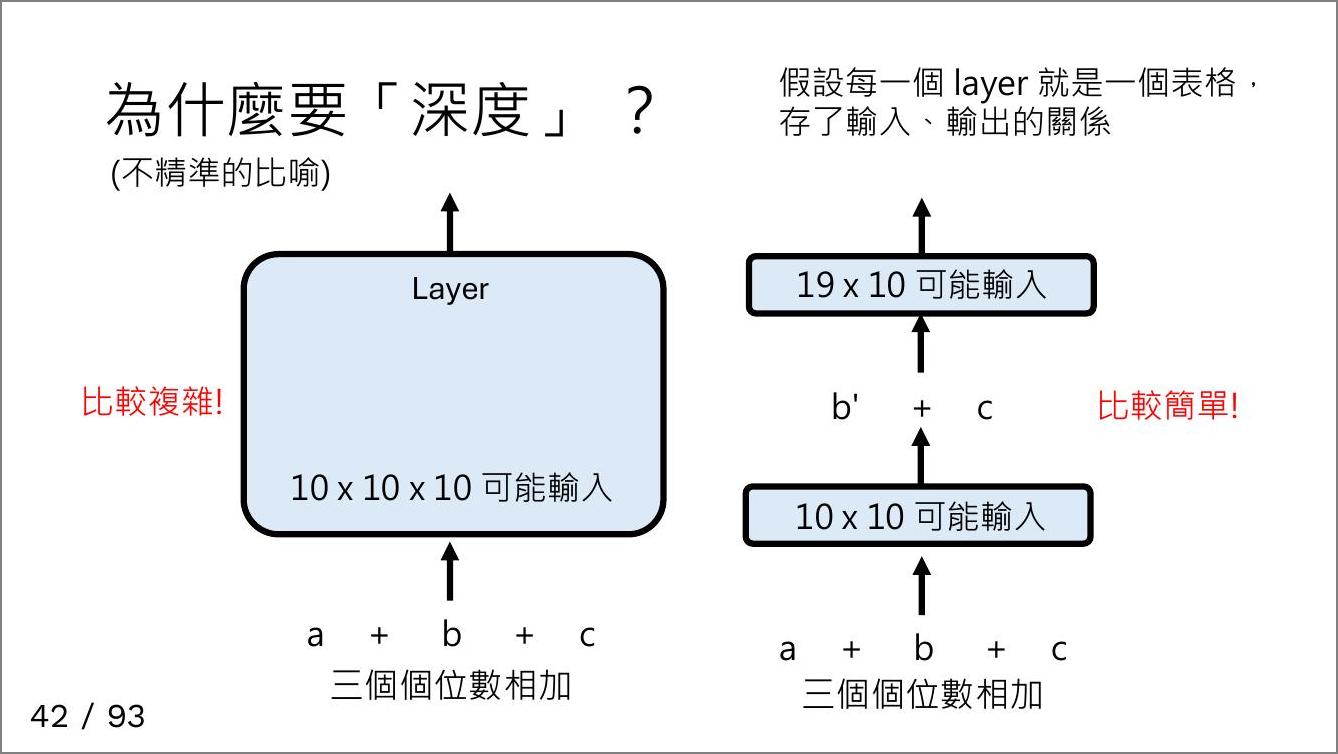 為什麼要「深度」？
(不精準的比喻)
假設每一個 layer 就是一個表格，
存了輸入、輸出的關係
Layer
比較複雜!
10 x 10 x 10 可能輸入
a + b + c
三個個位數相加
19 x 10 可能輸入
b' + c
比較簡單!
10 x 10 可能輸入
a + b + c
三個個位數相加
42 / 93